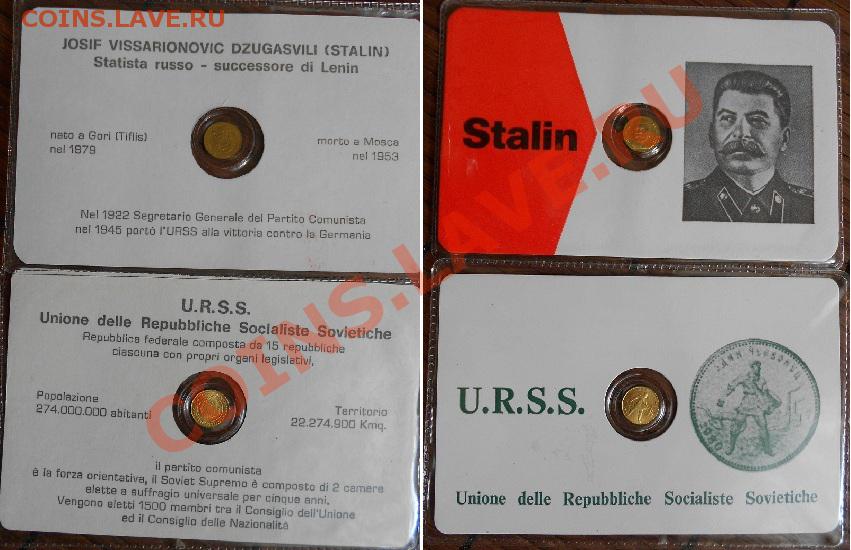 COINS.LAVE.RU
JOSIF VISSARIONOVIC DZUGASVILI (STALIN)
Statista russo - successore di Lenin
nato a Gori (Tiflis)
nel 1879
morto a Mosca
nel 1953
Nel 1922 Segretario Generale del Partito Comunista
nel 1945 portò l'URSS alla vittoria contro la Germania
Stalin
U.R.S.S.
Unione delle Repubbliche Socialiste Sovietiche
Repubblica federale composta da 15 repubbliche
ciascuna con propri organi legislativi,
Popolazione
274.000.000 abitanti
Territorio
22.274.900 Kmq.
il partito comunista
è la forza orientativa, il Soviet Supremo è composto di 2 camere
elette a suffragio universale per cinque anni.
Vengono eletti 1500 membri tra il Consiglio dell'Unione
ed il Consiglio delle Nazionalità
U.R.S.S.
ОДИН ЧЕРВОНЕЦ
Unione delle Repubbliche Socialiste Sovietiche
COINS.LAVE.RU